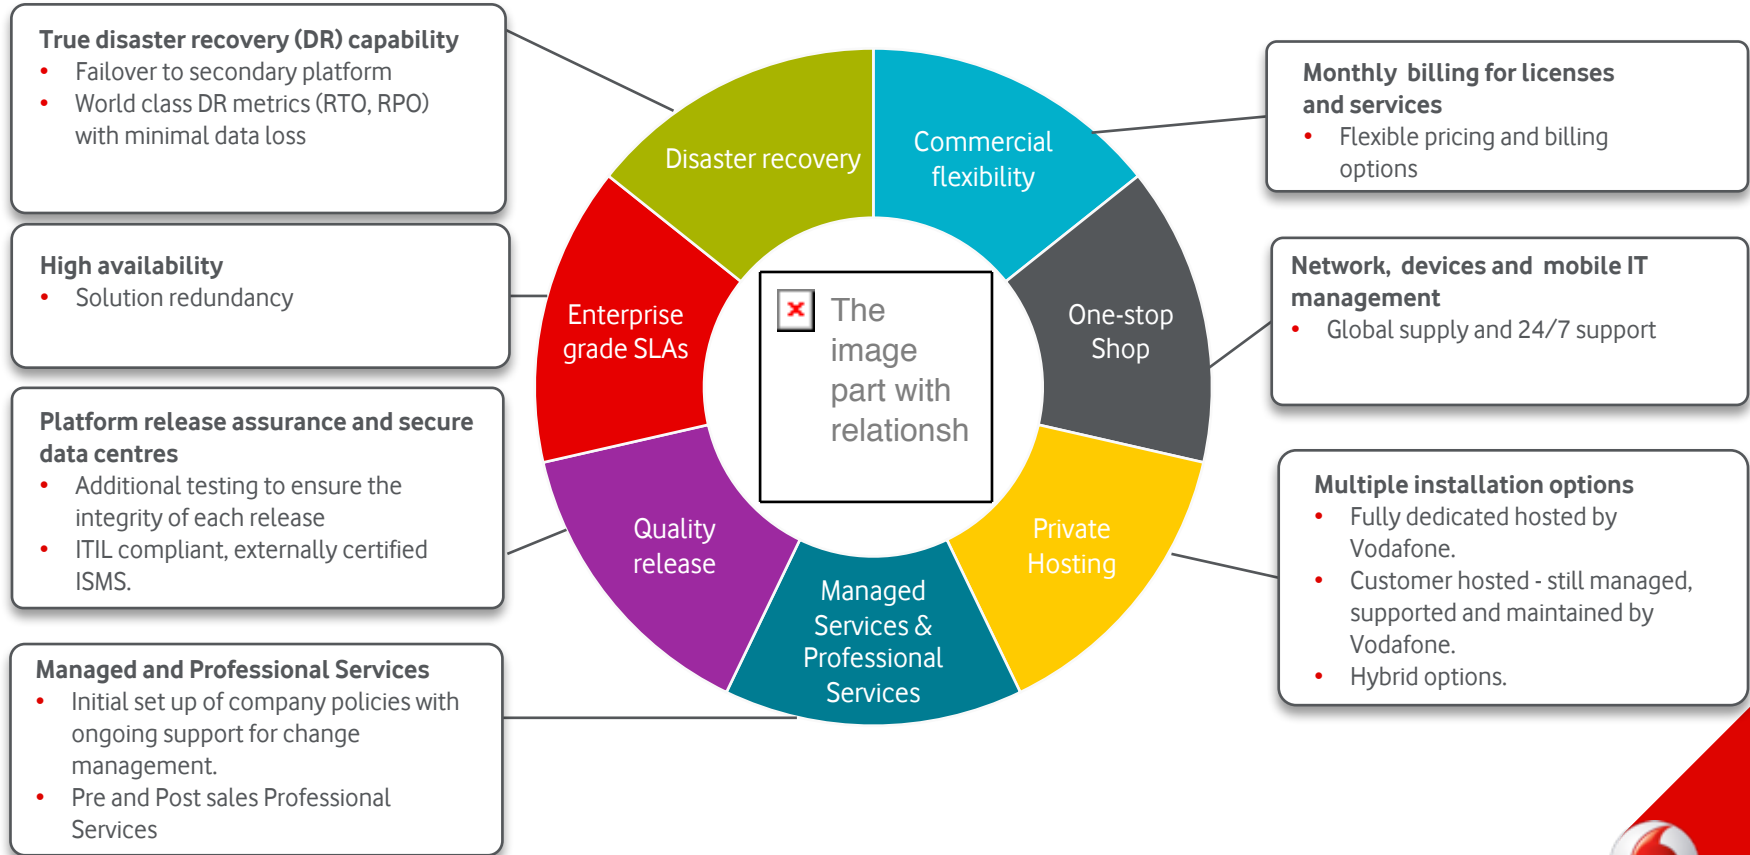 True disaster recovery (DR) capability
• Failover to secondary platform
• World class DR metrics (RTO, RPO)
with minimal data loss
High availability
• Solution redundancy
Platform release assurance and secure
data centres
• Additional testing to ensure the
integrity of each release
• ITIL compliant, externally certified
ISMS.
Managed and Professional Services
• Initial set up of company policies with
ongoing support for change
management.
• Pre and Post sales Professional
Services
Disaster recovery
Commercial
flexibility
Enterprise
grade SLAs
One-stop
Shop
Quality
release
Private
Hosting
Managed
Services &
Professional
Services
The
image
part with
relationsh
Monthly billing for licenses
and services
• Flexible pricing and billing
options
Network, devices and mobile IT
management
• Global supply and 24/7 support
Multiple installation options
• Fully dedicated hosted by
Vodafone.
• Customer hosted - still managed,
supported and maintained by
Vodafone.
• Hybrid options.